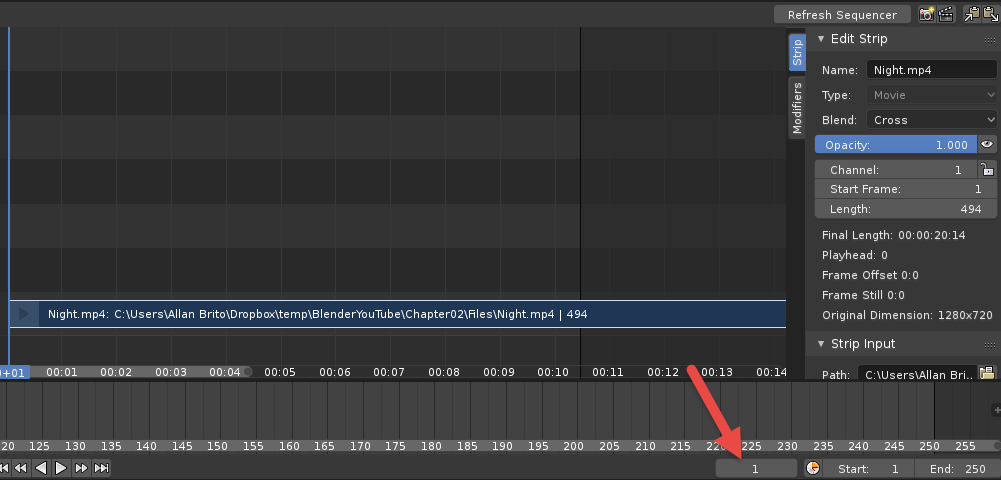 Refresh Sequencer
Edit Strip
Strip
Modifiers
Name: Night.mp4
Type: Movie
Blend: Cross
Opacity: 1.000
Channel: 1
Start Frame: 1
Length: 494
Final Length: 00:00:20:14
Playhead: 0
Frame Offset 0:0
Frame Still 0:0
Original Dimension: 1280x720
Night.mp4: C:\Users\Allan Brito\Dropbox\temp\BlenderYouTube\Chapter02\Files\Night.mp4 | 494
Strip Input
0+01 00:01 00:02 00:03 00:04 00:05 00:06 00:07 00:08 00:09 00:10 00:11 00:12 00:13 00:14
Path: C:\Users\Allan Bri..
120 125 130 135 140 145 150 155 160 165 170 175 180 185 190 195 200 205 210 215 220 225 230 235 240 245 250 255
1 Start: 1 End: 250